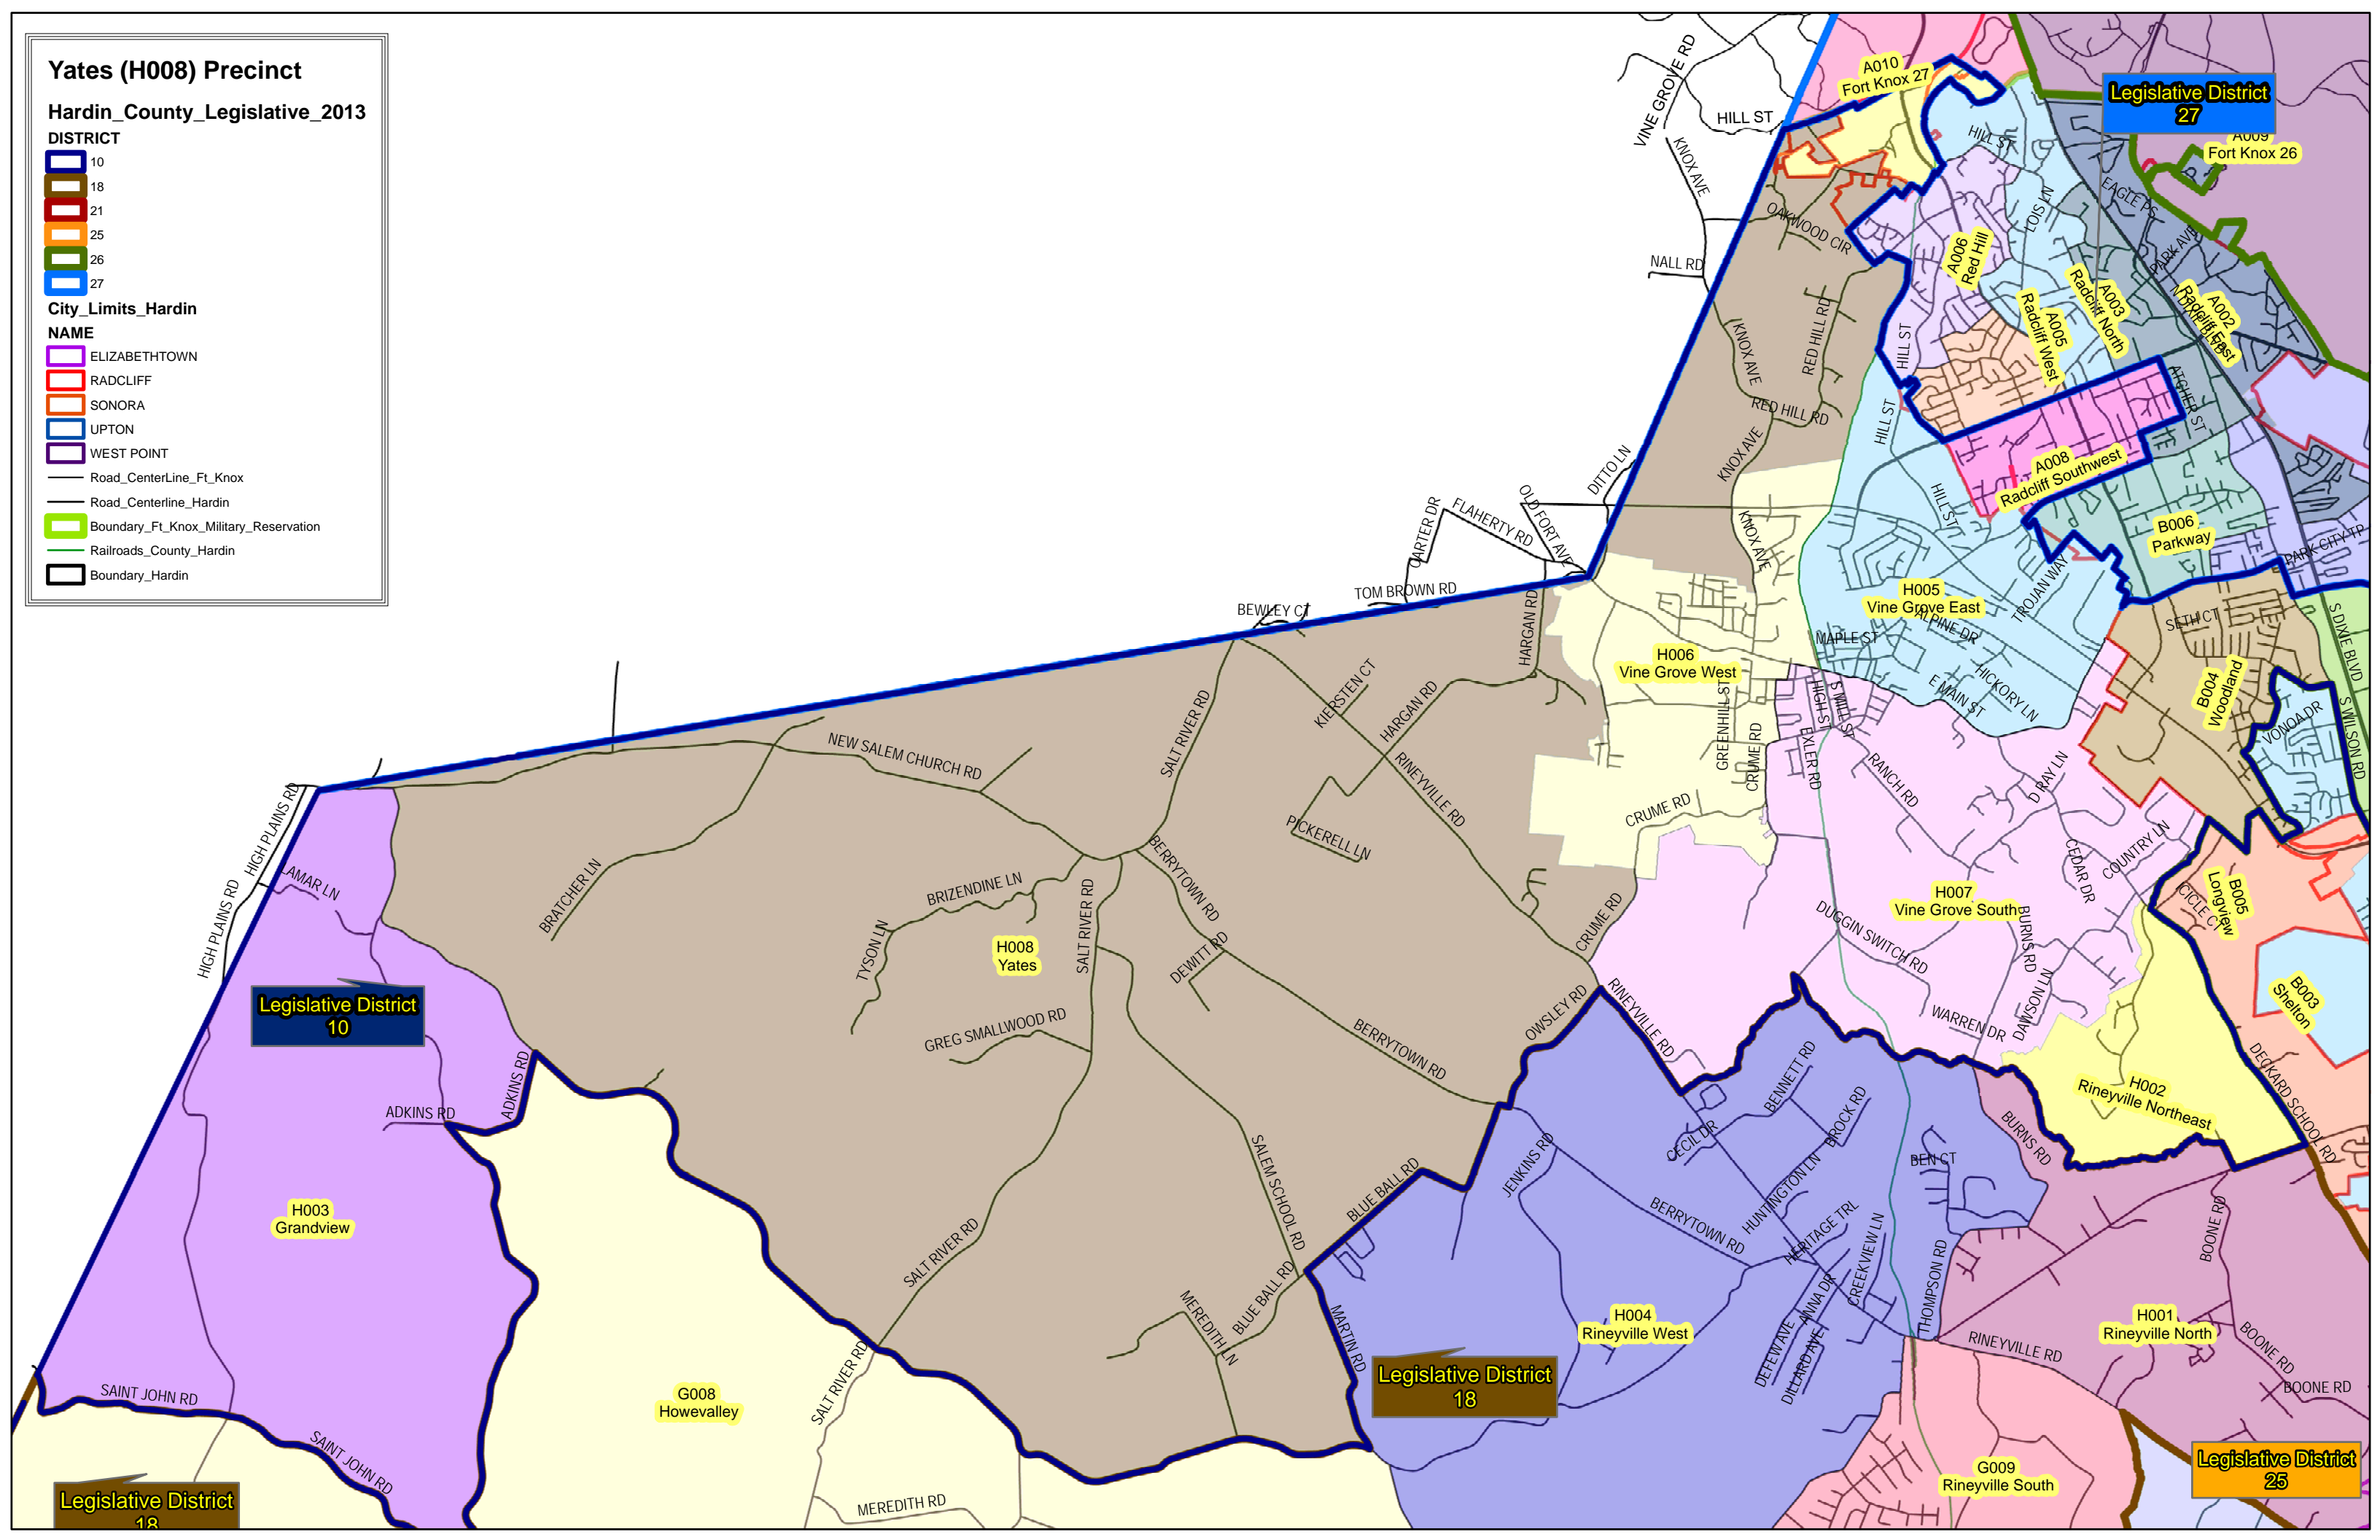 Yates (H008) Precinct
Hardin_County_Legislative_2013
DISTRICT
10
18
21
25
26
27
City_Limits_Hardin
NAME
ELIZABETHTOWN
RADCLIFF
SONORA
UPTON
WEST POINT
Road_CenterLine_Ft_Knox
Road_Centerline_Hardin
Boundary_Ft_Knox_Military_Reservation
Railroads_County_Hardin
Boundary_Hardin
VINE GROVE RD
HILL ST
KNOX AVE
NALL RD
A010
Fort Knox 27
Legislative District
27
A009
Fort Knox 26
HILL ST
EAGLE PS
LOIS LN
PARK AVE
OAKWOOD CIR
A006
Red Hill
A003
Radcliff North
A002
Radcliff East
A005
Radcliff West
KNOX AVE
RED HILL RD
HILL ST
RED HILL RD
ATCHER ST
HILL ST
KNOX AVE
A008
Radcliff Southwest
DITTO LN
OLD FORT AVE
FLAHERTY RD
CARTER DR
KNOX AVE
HILL ST
B006
Parkway
PARK CITY TP
TOM BROWN RD
BEWLEY CT
HARGAN RD
H005
Vine Grove East
TROJAN WAY
ALPINE DR
MAPLE ST
SETH CT
S DIXIE BLVD
H006
Vine Grove West
KIERSTEN CT
HARGAN RD
SALT RIVER RD
GREENHILL ST
CRUME RD
HIGH ST
S MILE ST
EXLER RD
E MAIN ST
HICKORY LN
B004
Woodland
VONOA DR
S WILSON RD
NEW SALEM CHURCH RD
RINEYVILLE RD
RANCH RD
D RAY LN
HIGH PLAINS RD
CRUME RD
PICKERELL LN
COUNTRY LN
CEDAR DR
LAMAR LN
BRATCHER LN
BRIZENDINE LN
BERRYTOWN RD
H007
Vine Grove South
ICICLE CT
B005
Longview
HIGH PLAINS RD
TYSON LN
H008
Yates
SALT RIVER RD
DEWITT RD
CRUME RD
DUGGIN SWITCH RD
BURNS RD
Legislative District
10
GREG SMALLWOOD RD
BERRYTOWN RD
OWSLEY RD
RINEYVILLE RD
WARREN DR
DAWSON LN
B003
Shelton
ADKINS RD
ADKINS RD
BENNETT RD
BROCK RD
CECIL DR
H002
Rineyville Northeast
DECKARD SCHOOL RD
BURNS RD
BEN CT
H003
Grandview
SALEM SCHOOL RD
BLUE BALL RD
JENKINS RD
HUNTINGTON LN
BERRYTOWN RD
HERITAGE TRL
CREEKVIEW LN
THOMPSON RD
BOONE RD
SALT RIVER RD
BLUE BALL RD
MEREDITH LN
MARTIN RD
H004
Rineyville West
ANNA DR
DEFEW AVE
DILLARD AVE
RINEYVILLE RD
H001
Rineyville North
BOONE RD
BOONE RD
SALT RIVER RD
Legislative District
18
G008
Howevalley
SAINT JOHN RD
SAINT JOHN RD
MEREDITH RD
G009
Rineyville South
Legislative District
25
Legislative District
18